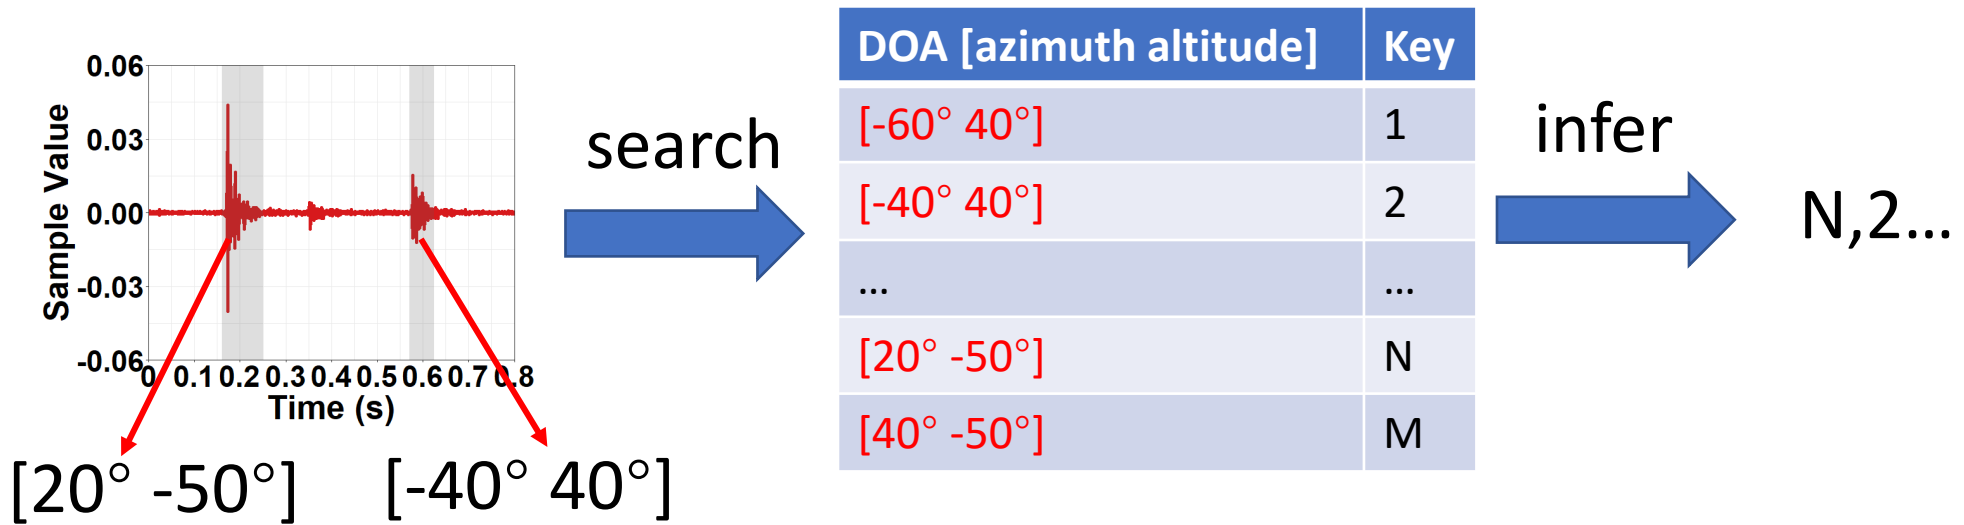 0.06
0.03
0.00
-0.03
-0.06
Sample Value
0 0.1 0.2 0.3 0.4 0.5 0.6 0.7 0.8
Time (s)
[20° -50°]
[-40° 40°]
search
DOA [azimuth altitude] Key
[-60° 40°] 1
[-40° 40°] 2
... ...
[20° -50°] N
[40° -50°] M
infer
N,2...